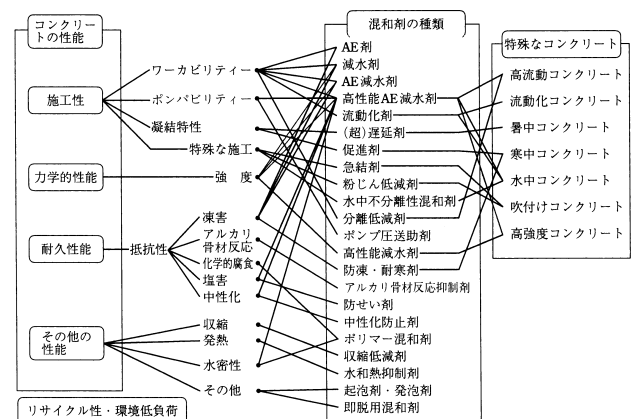 コンクリー
トの性能
施工性
ワーカビリティー
ポンパビリティー
凝結特性
特殊な施工
力学的性能
強　度
耐久性能
抵抗性
凍害
アルカリ
骨材反応
化学的腐食
塩害
中性化
その他の
性能
収縮
発熱
水密性
その他
リサイクル性・環境低負荷
混和剤の種類
AE剤
減水剤
AE減水剤
高性能AE減水剤
流動化剤
(超)遅延剤
促進剤
急結剤
粉じん低減剤
水中不分離性混和剤
分離低減剤
ポンプ圧送助剤
高性能減水剤
防凍・耐寒剤
アルカリ骨材反応抑制剤
防せい剤
中性化防止剤
ポリマー混和剤
収縮低減剤
水和熱抑制剤
起泡剤・発泡剤
即脱用混和剤
特殊なコンクリート
高流動コンクリート
流動化コンクリート
暑中コンクリート
寒中コンクリート
水中コンクリート
吹付けコンクリート
高強度コンクリート